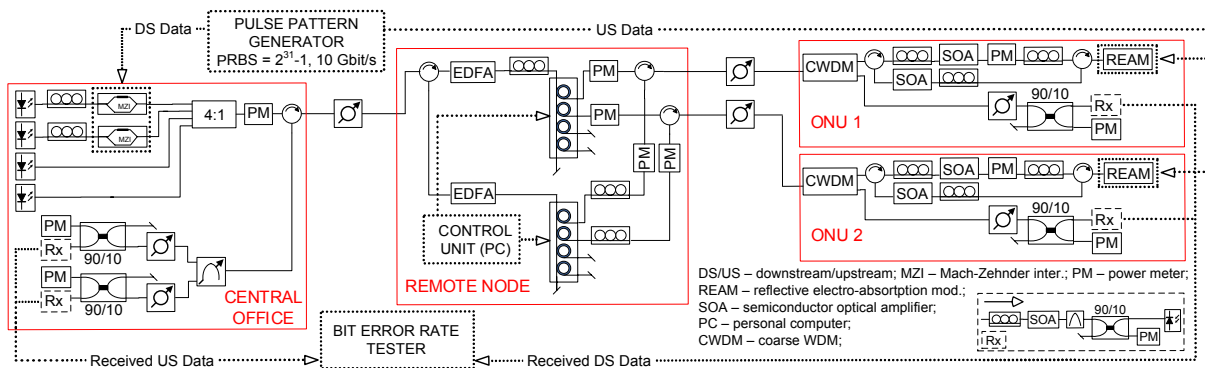 DS Data
PULSE PATTERN
GENERATOR
PRBS = 2³¹-1, 10 Gbit/s
US Data
MZI
MZI
4:1
PM
PM
Rx
90/10
PM
Rx
90/10
CENTRAL
OFFICE
EDFA
PM
PM
PM
PM
EDFA
CONTROL
UNIT (PC)
REMOTE NODE
CWDM
SOA
PM
REAM
SOA
90/10
Rx
PM
ONU 1
CWDM
SOA
PM
REAM
SOA
90/10
Rx
PM
ONU 2
DS/US – downstream/upstream; MZI – Mach-Zehnder inter.; PM – power meter;
REAM – reflective electro-absortption mod.;
SOA – semiconductor optical amplifier;
PC – personal computer;
CWDM – coarse WDM;
SOA
90/10
PM
Rx
Received US Data
BIT ERROR RATE
TESTER
Received DS Data